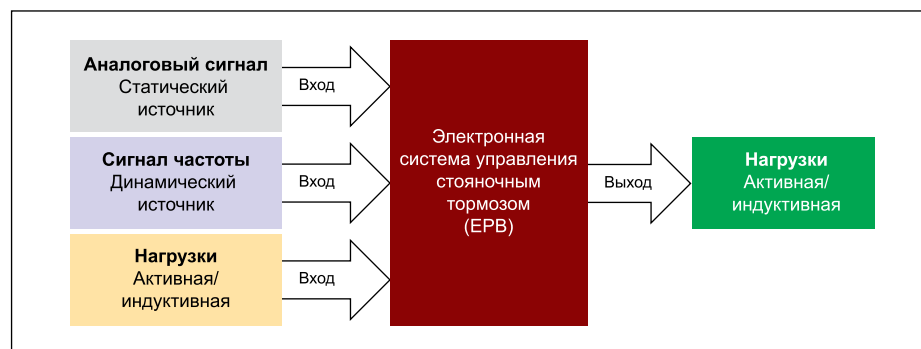 Аналоговый сигнал
Статический
источник
Вход
Сигнал частоты
Динамический
источник
Вход
Нагрузки
Активная/
индуктивная
Вход
Электронная
система управления
стояночным
тормозом
(EPB)
Выход
Нагрузки
Активная/
индуктивная